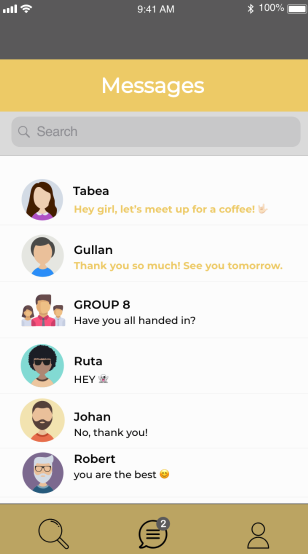 9:41 AM
100%
Messages
Search
Tabea
Hey girl, let's meet up for a coffee! 👋🏻
Gullan
Thank you so much! See you tomorrow.
GROUP 8
Have you all handed in?
Ruta
HEY
Johan
No, thank you!
Robert
you are the best 😊
2